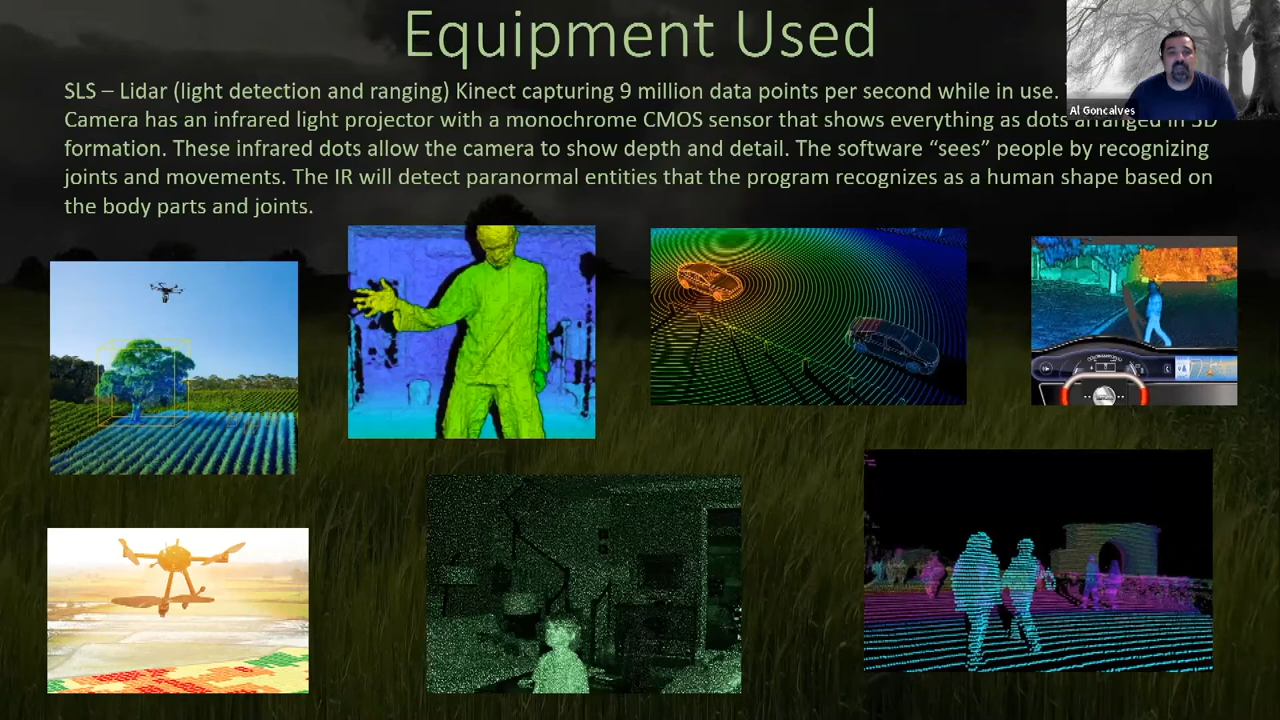 Equipment Used
SLS – Lidar (light detection and ranging) Kinect capturing 9 million data points per second while in use.
Al Goncalves
Camera has an infrared light projector with a monochrome CMOS sensor that shows everything as dots arranged in 3D
formation. These infrared dots allow the camera to show depth and detail. The software “sees” people by recognizing
joints and movements. The IR will detect paranormal entities that the program recognizes as a human shape based on
the body parts and joints.